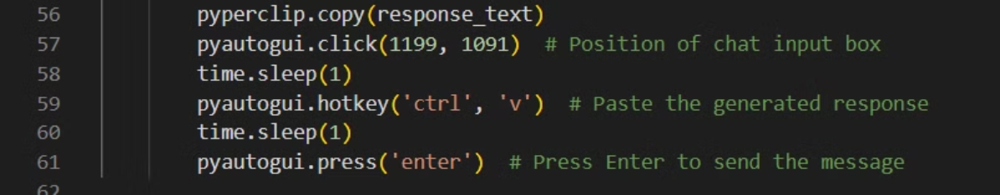 56 pyperclip.copy(response_text)
57 pyautogui.click(1199, 1091)  # Position of chat input box
58 time.sleep(1)
59 pyautogui.hotkey('ctrl', 'v')  # Paste the generated response
60 time.sleep(1)
61 pyautogui.press('enter')  # Press Enter to send the message
62